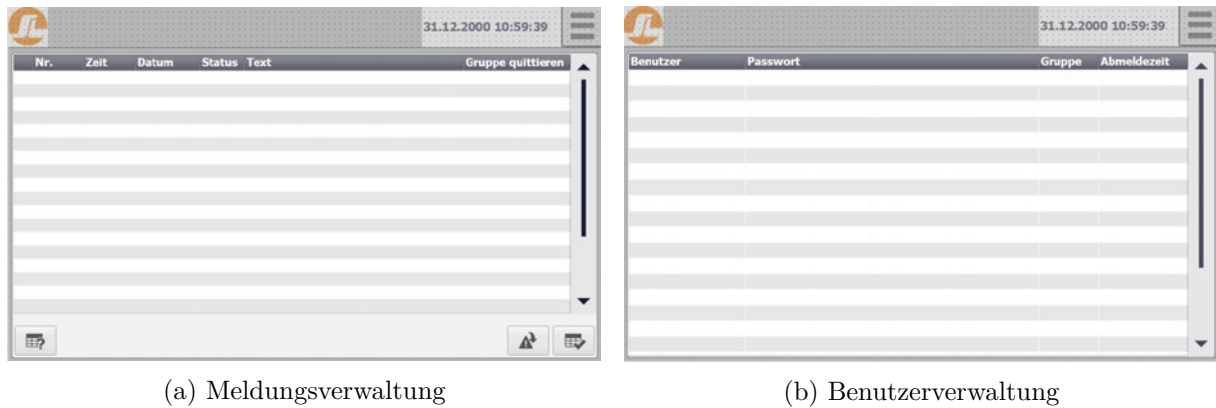 31.12.2000 10:59:39
Nr. Zeit Datum Status Text Gruppe quittieren
(a) Meldungsverwaltung
31.12.2000 10:59:39
Benutzer Passwort Gruppe Abmeldezeit
(b) Benutzerverwaltung